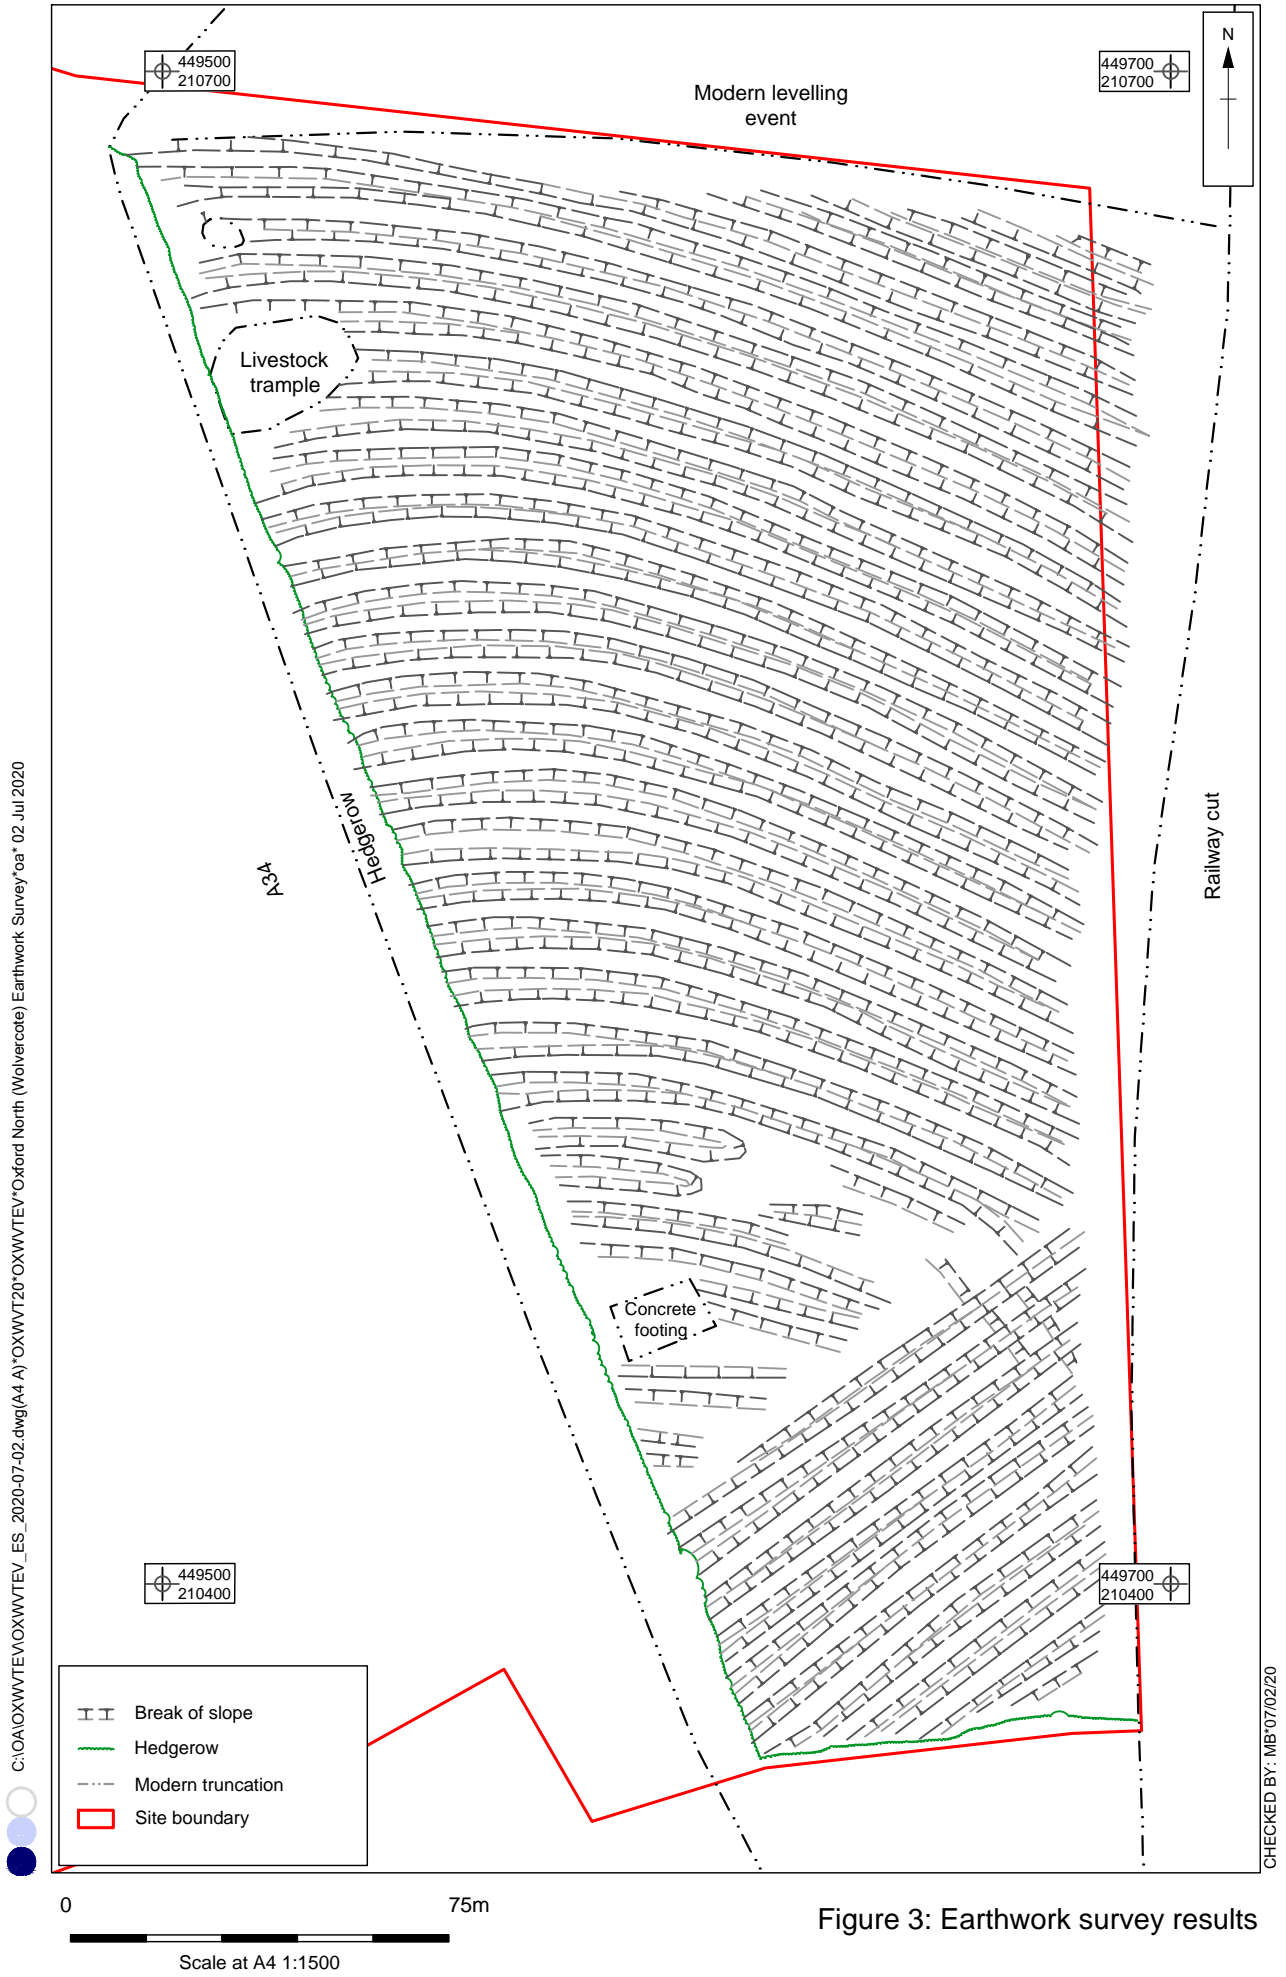 449500
210700
449700
210700
N
Modern levelling
event
Livestock
trample
Hedgerow
A34
Railway cut
Concrete
footing
449500
210400
449700
210400
Break of slope
Hedgerow
Modern truncation
Site boundary
C:\OA\OXWVTEV\OXWVTEV_ES_2020-07-02.dwg(A4 A)*OXWVT20*OXWVTEV*Oxford North (Wolvercote) Earthwork Survey*oa* 02 Jul 2020
CHECKED BY: MB*07/02/20
0 75m
Scale at A4 1:1500
Figure 3: Earthwork survey results